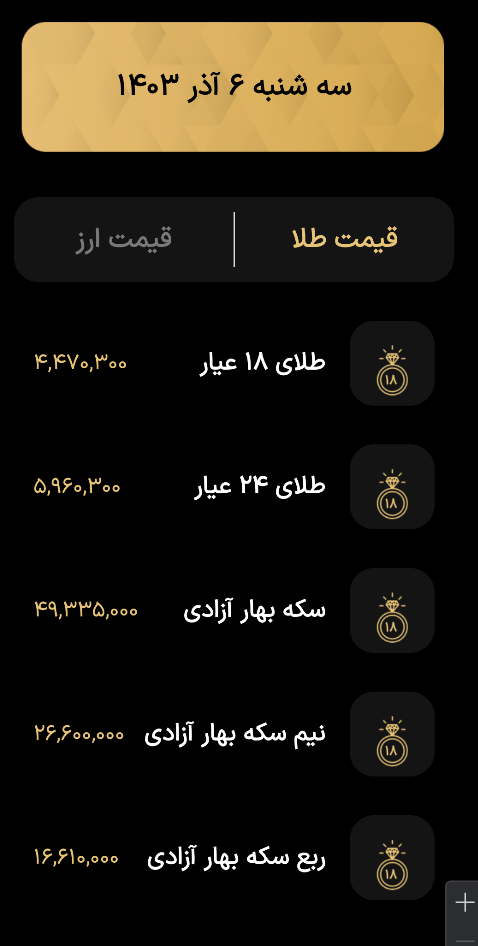 سه شنبه ۶ آذر ۱۴۰۳
قیمت طلا
قیمت ارز
۱۸
طلای ۱۸ عیار
۴,۴۷۰,۳۰۰
۱۸
طلای ۲۴ عیار
۵,۹۶۰,۳۰۰
۱۸
سکه بهار آزادی
۴۹,۳۳۵,۰۰۰
۱۸
نیم سکه بهار آزادی
۲۶,۶۰۰,۰۰۰
۱۸
ربع سکه بهار آزادی
۱۶,۶۱۰,۰۰۰